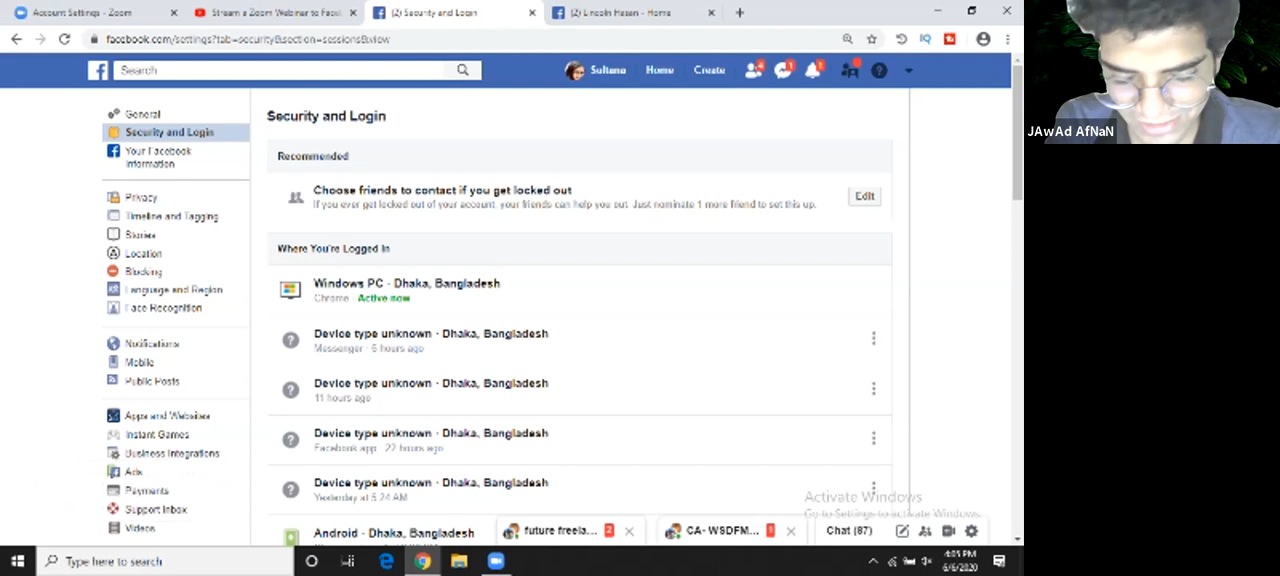 Account Settings - Zoom
Stream a Zoom Webinar to Facel
(2) Security and Login
(2) Lincoln Hasan - Home
facebook.com/settings?tab=security&section=sessions&view
Search
Sultana
Home
Create
4
1
1
JAwAd AfNaN
General
Security and Login
Your Facebook
Information
Privacy
Timeline and Tagging
Stories
Location
Blocking
Language and Region
Face Recognition
Notifications
Mobile
Public Posts
Apps and Websites
Instant Games
Business Integrations
Ads
Payments
Support Inbox
Videos
Security and Login
Recommended
Choose friends to contact if you get locked out
If you ever get locked out of your account, your friends can help you out. Just nominate 1 more friend to set this up.
Edit
Where You're Logged In
Windows PC · Dhaka, Bangladesh
Chrome · Active now
Device type unknown · Dhaka, Bangladesh
Messenger · 6 hours ago
Device type unknown · Dhaka, Bangladesh
11 hours ago
Device type unknown · Dhaka, Bangladesh
Facebook app · 22 hours ago
Device type unknown · Dhaka, Bangladesh
Yesterday at 5:24 AM
Android · Dhaka, Bangladesh
Activate Windows
Go to Settings to activate Windows.
future freela... 2
CA- WSDFM... 1
Chat (87)
Type here to search
4:05 PM
6/6/2020